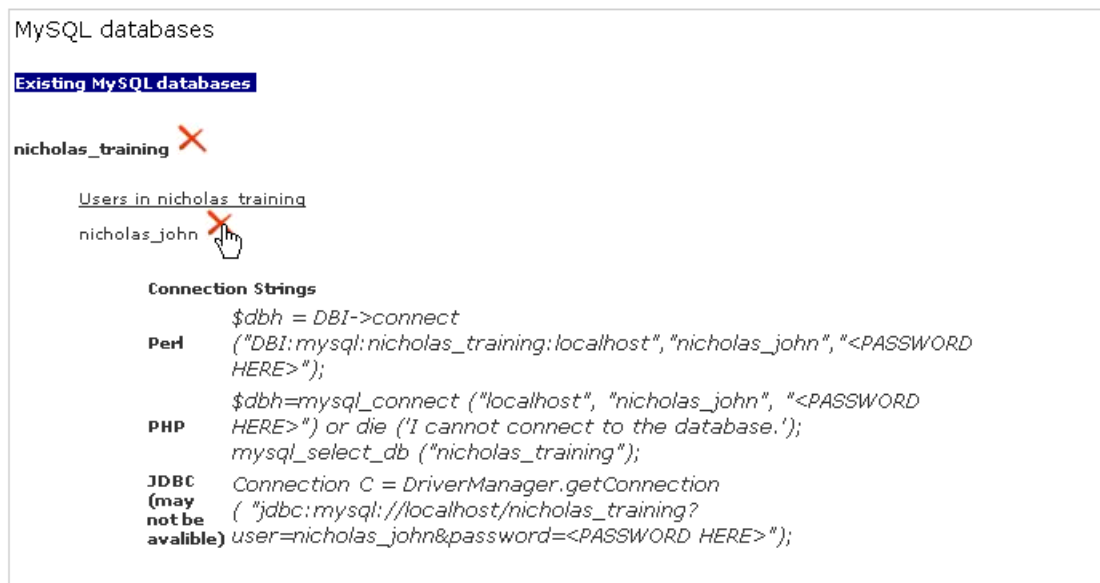 MySQL databases
Existing MySQL databases
nicholas_training
Users in nicholas_training
nicholas_john
Connection Strings
Perl
$dbh = DBI->connect
("DBI:mysql:nicholas_training:localhost","nicholas_john","<PASSWORD
HERE>");
PHP
$dbh=mysql_connect ("localhost", "nicholas_john", "<PASSWORD
HERE>") or die ('I cannot connect to the database.');
mysql_select_db ("nicholas_training");
JDBC
(may
not be
avalible)
Connection C = DriverManager.getConnection
( "jdbc:mysql://localhost/nicholas_training?
user=nicholas_john&password=<PASSWORD HERE>");